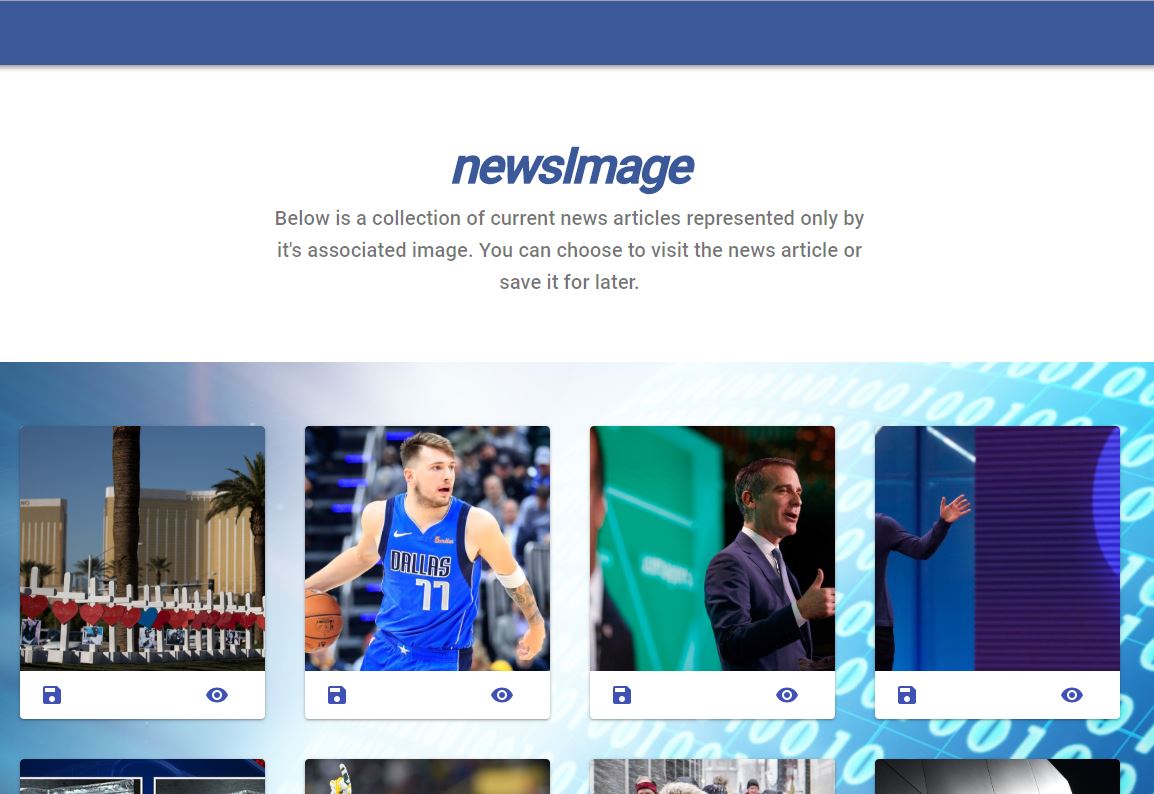 newsImage
Below is a collection of current news articles represented only by
it's associated image. You can choose to visit the news article or
save it for later.
DALLAS
77